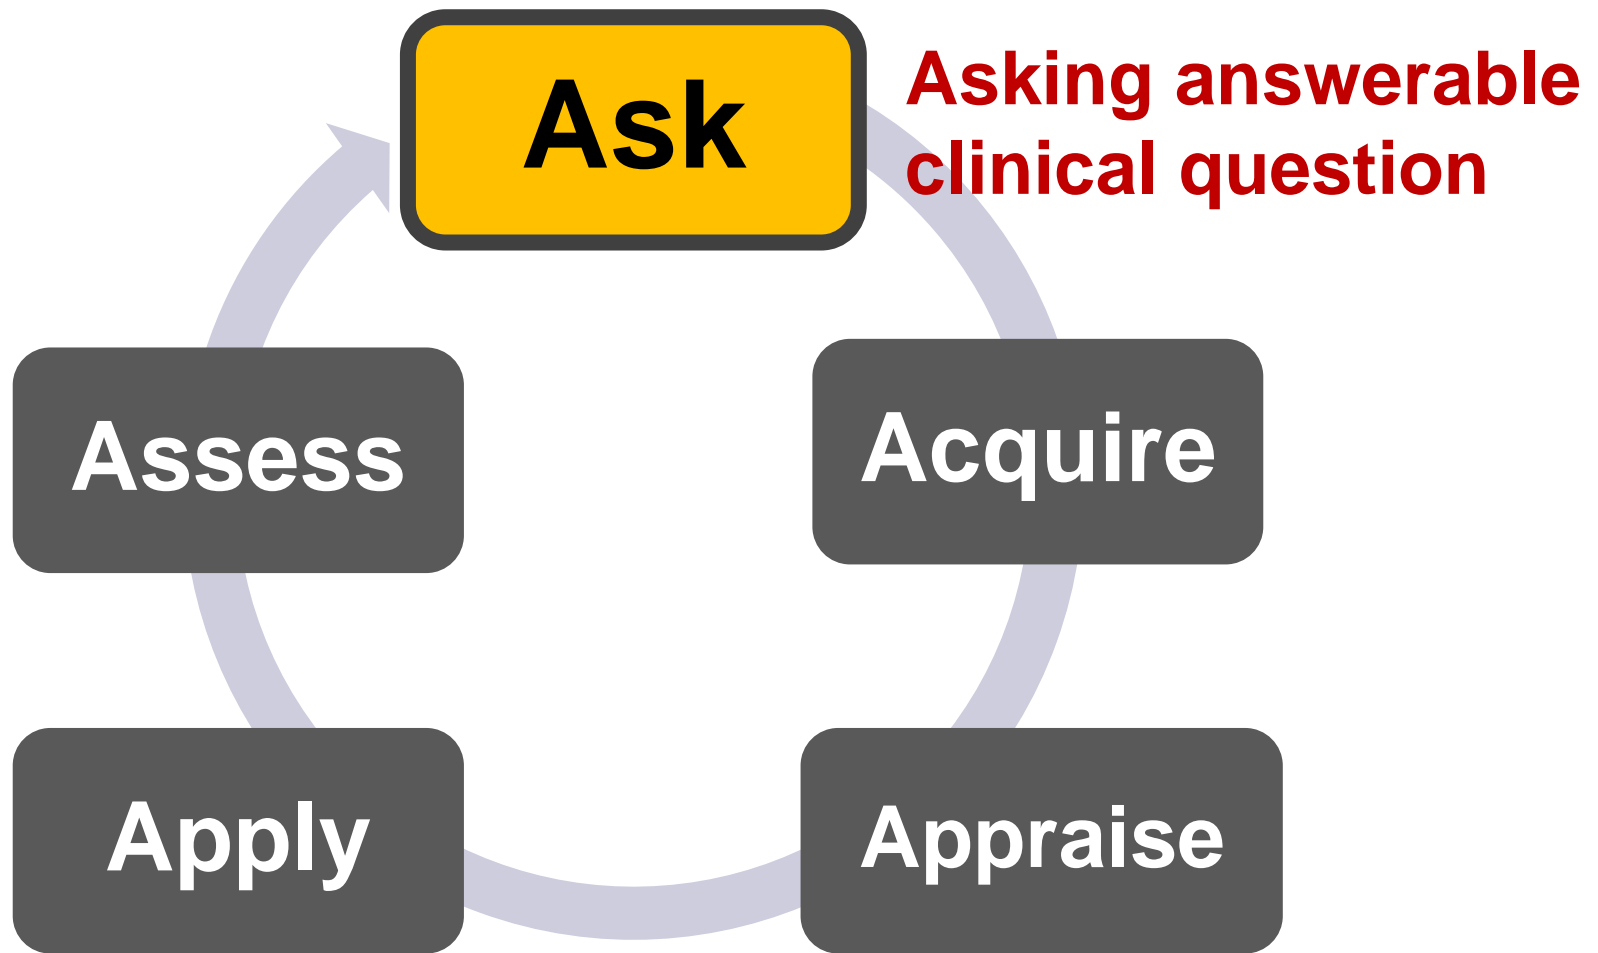 Ask
Asking answerable
clinical question
Acquire
Appraise
Apply
Assess